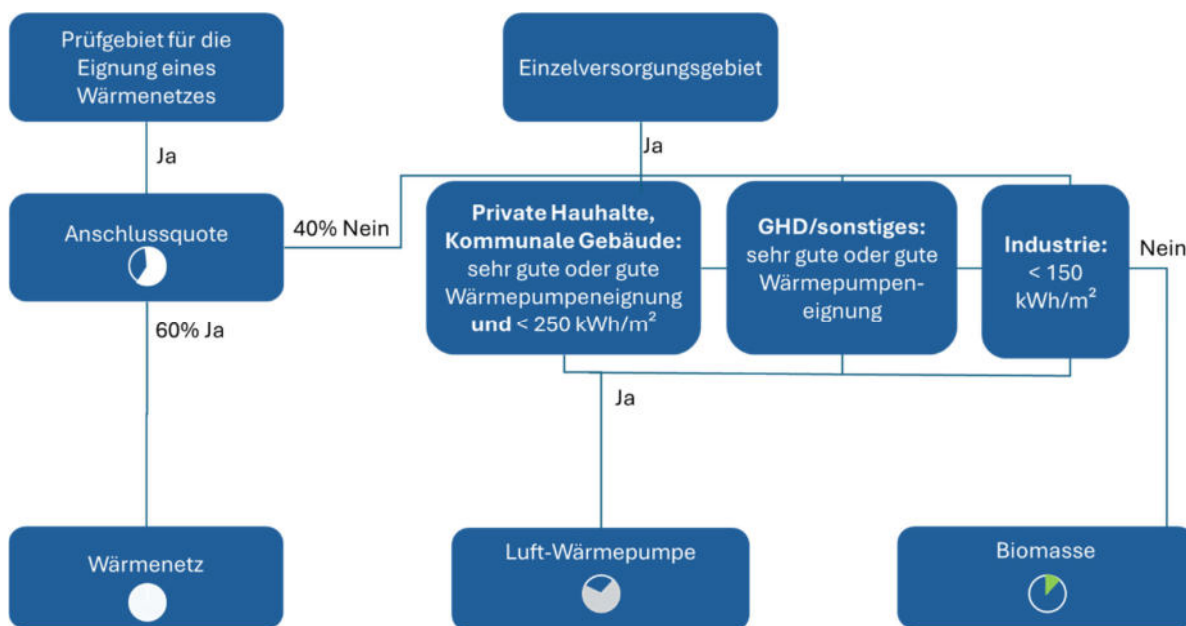 Prüfgebiet für die
Eignung eines
Wärmenetzes
Einzelversorgungsgebiet
Ja
Ja
Anschlussquote
40% Nein
Private Hauhalte,
Kommunale Gebäude:
sehr gute oder gute
Wärmepumpeneignung
und < 250 kWh/m²
GHD/sonstiges:
sehr gute oder gute
Wärmepumpen-
eignung
Industrie:
< 150
kWh/m²
Nein
60% Ja
Ja
Wärmenetz
Luft-Wärmepumpe
Biomasse